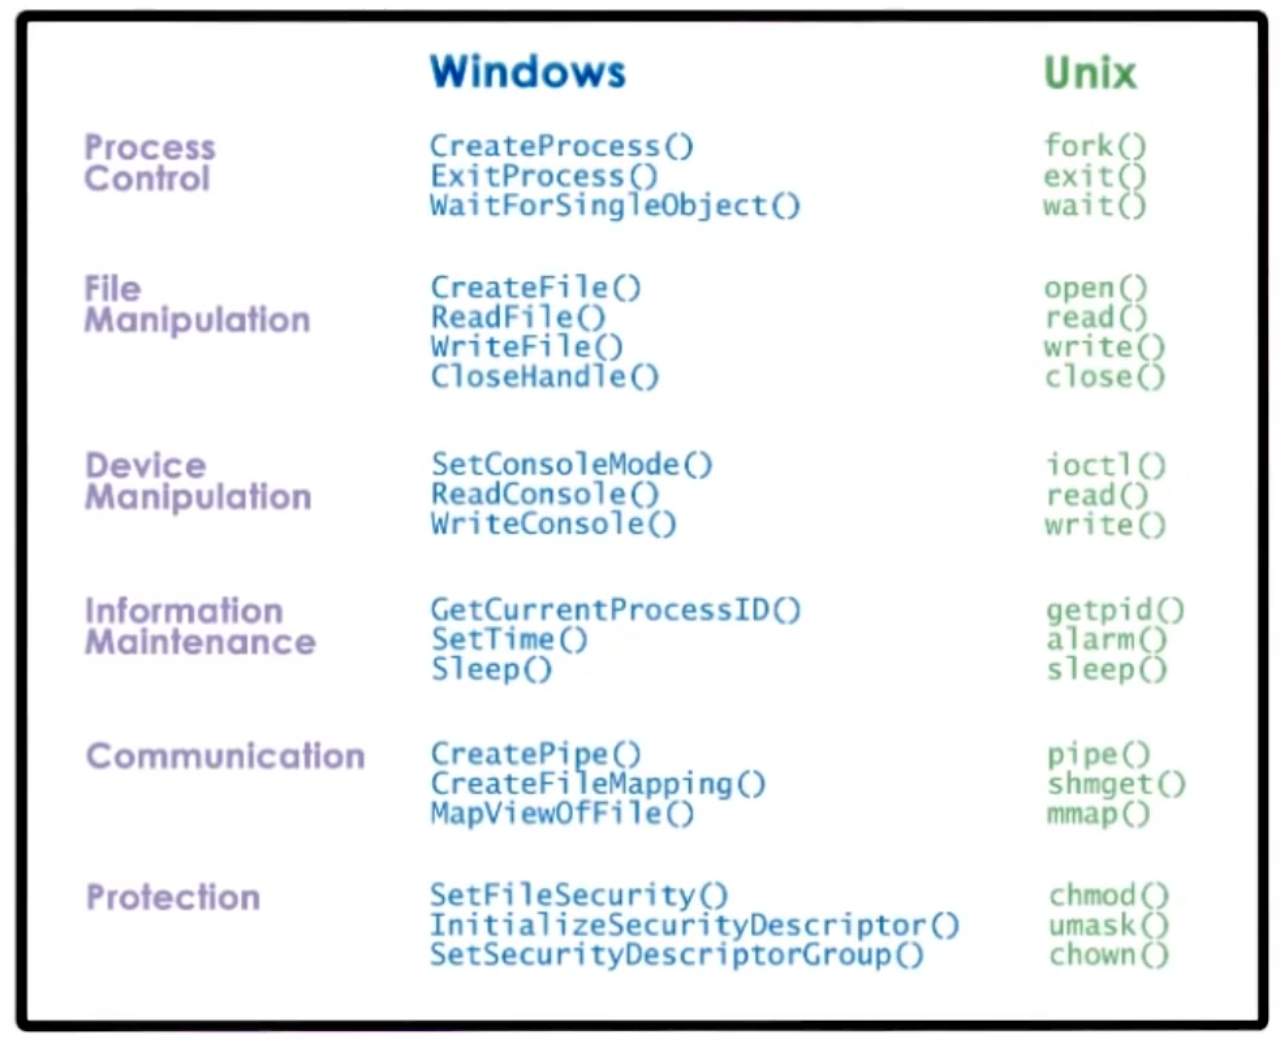 Windows Unix
Process Control
CreateProcess() fork()
ExitProcess() exit()
WaitForSingleObject() wait()
File Manipulation
CreateFile() open()
ReadFile() read()
WriteFile() write()
CloseHandle() close()
Device Manipulation
SetConsoleMode() ioctl()
ReadConsole() read()
WriteConsole() write()
Information Maintenance
GetCurrentProcessID() getpid()
SetTime() alarm()
Sleep() sleep()
Communication
CreatePipe() pipe()
CreateFileMapping() shmget()
MapViewOfFile() mmap()
Protection
SetFileSecurity() chmod()
InitializeSecurityDescriptor() umask()
SetSecurityDescriptorGroup() chown()